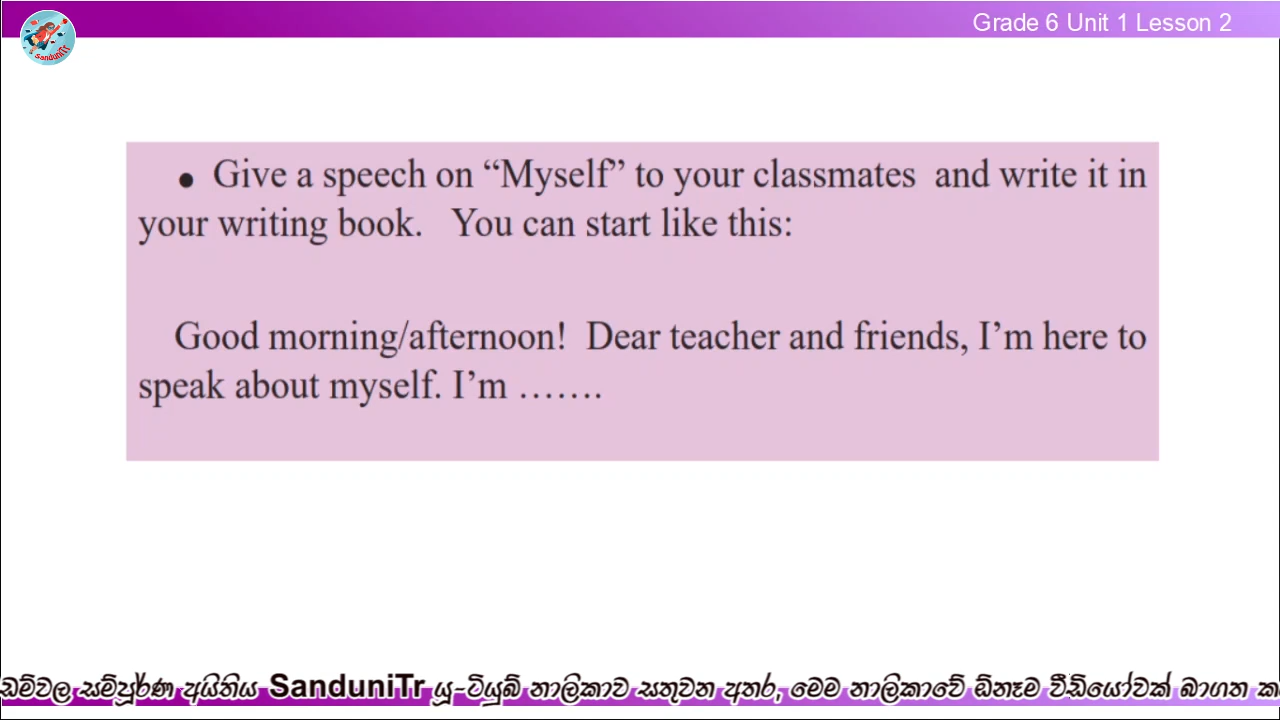 Grade 6 Unit 1 Lesson 2
sanduniTr
• Give a speech on “Myself” to your classmates and write it in
your writing book. You can start like this:
Good morning/afternoon! Dear teacher and friends, I’m here to
speak about myself. I’m …….
සම්පූර්ණ අයිතිය SanduniTr යූ-ටියුබ් නාලිකාව සතුවන අතර, මෙම නාලිකාවේ ඕනෑම වීඩියෝවක් බාගත